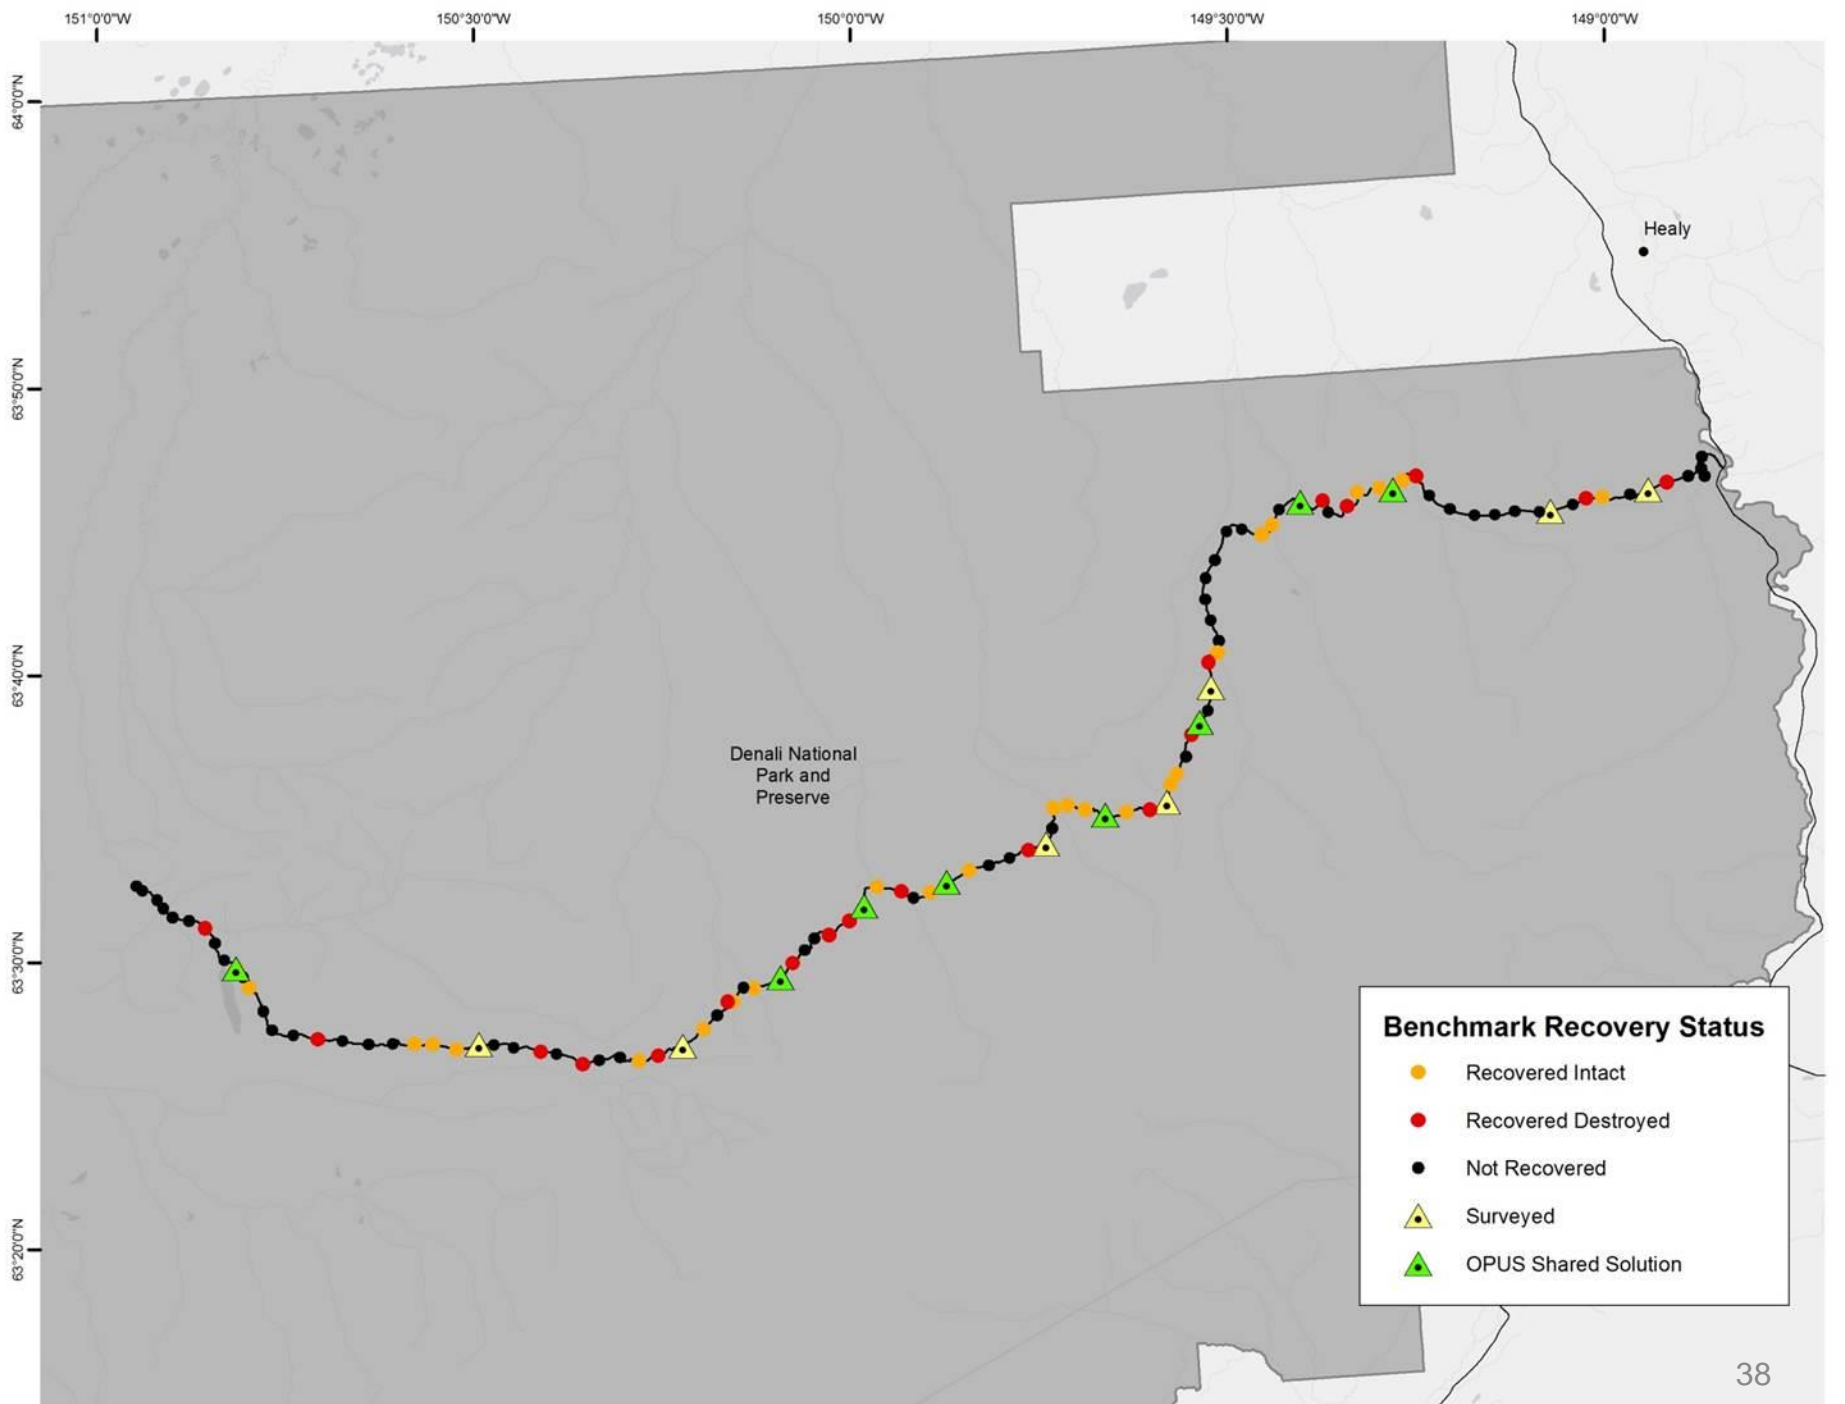 151°0'0"W
150°30'0"W
150°0'0"W
149°30'0"W
149°0'0"W
64°0'0"N
63°50'0"N
63°40'0"N
63°30'0"N
63°20'0"N
Healy
Denali National
Park and
Preserve
Benchmark Recovery Status
Recovered Intact
Recovered Destroyed
Not Recovered
Surveyed
OPUS Shared Solution
38